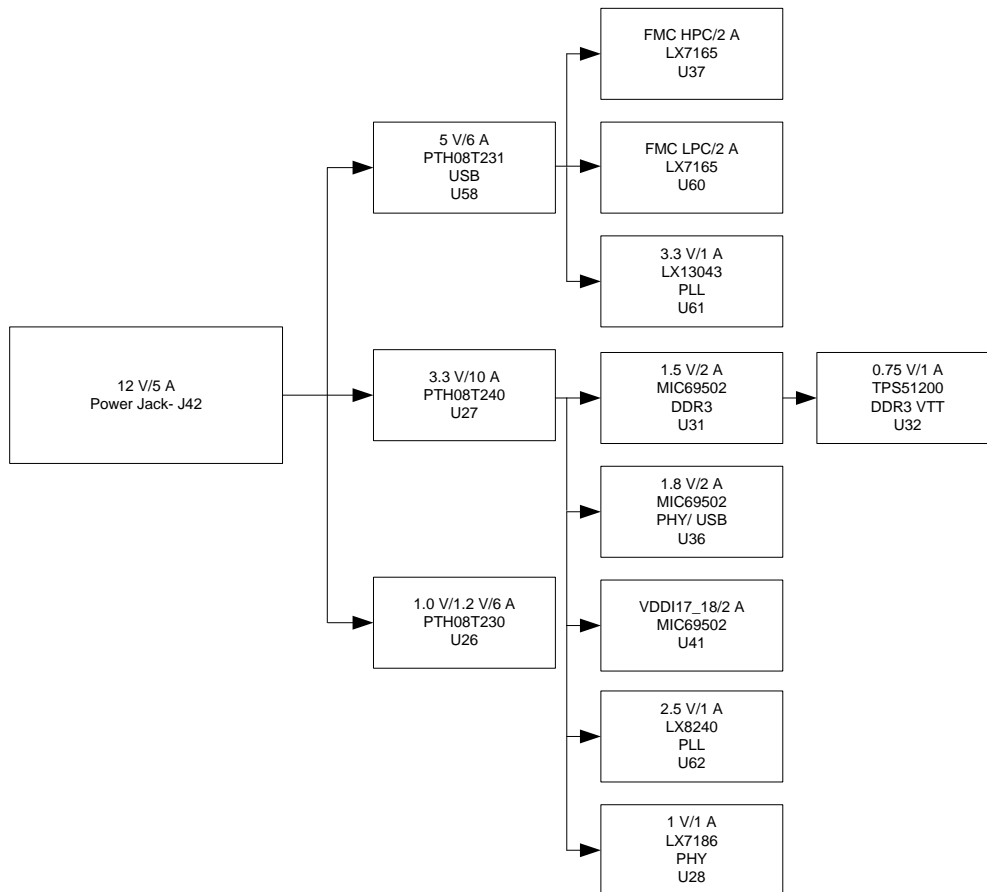 FMC HPC/2 A
LX7165
U37
5 V/6 A
PTH08T231
USB
U58
FMC LPC/2 A
LX7165
U60
3.3 V/1 A
LX13043
PLL
U61
12 V/5 A
Power Jack- J42
3.3 V/10 A
PTH08T240
U27
1.5 V/2 A
MIC69502
DDR3
U31
0.75 V/1 A
TPS51200
DDR3 VTT
U32
1.8 V/2 A
MIC69502
PHY/ USB
U36
1.0 V/1.2 V/6 A
PTH08T230
U26
VDDI17_18/2 A
MIC69502
U41
2.5 V/1 A
LX8240
PLL
U62
1 V/1 A
LX7186
PHY
U28